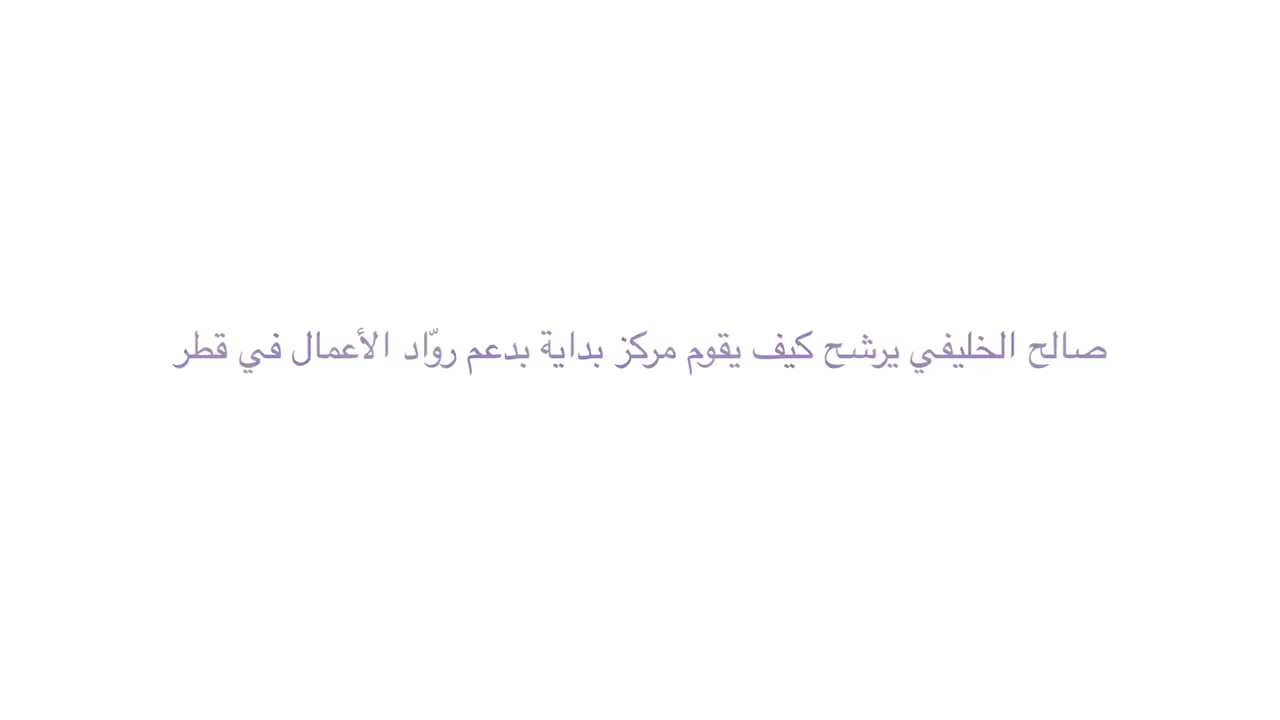 صالح الخليفي يرشح كيف يقوم مركز بداية بدعم روّاد الأعمال في قطر